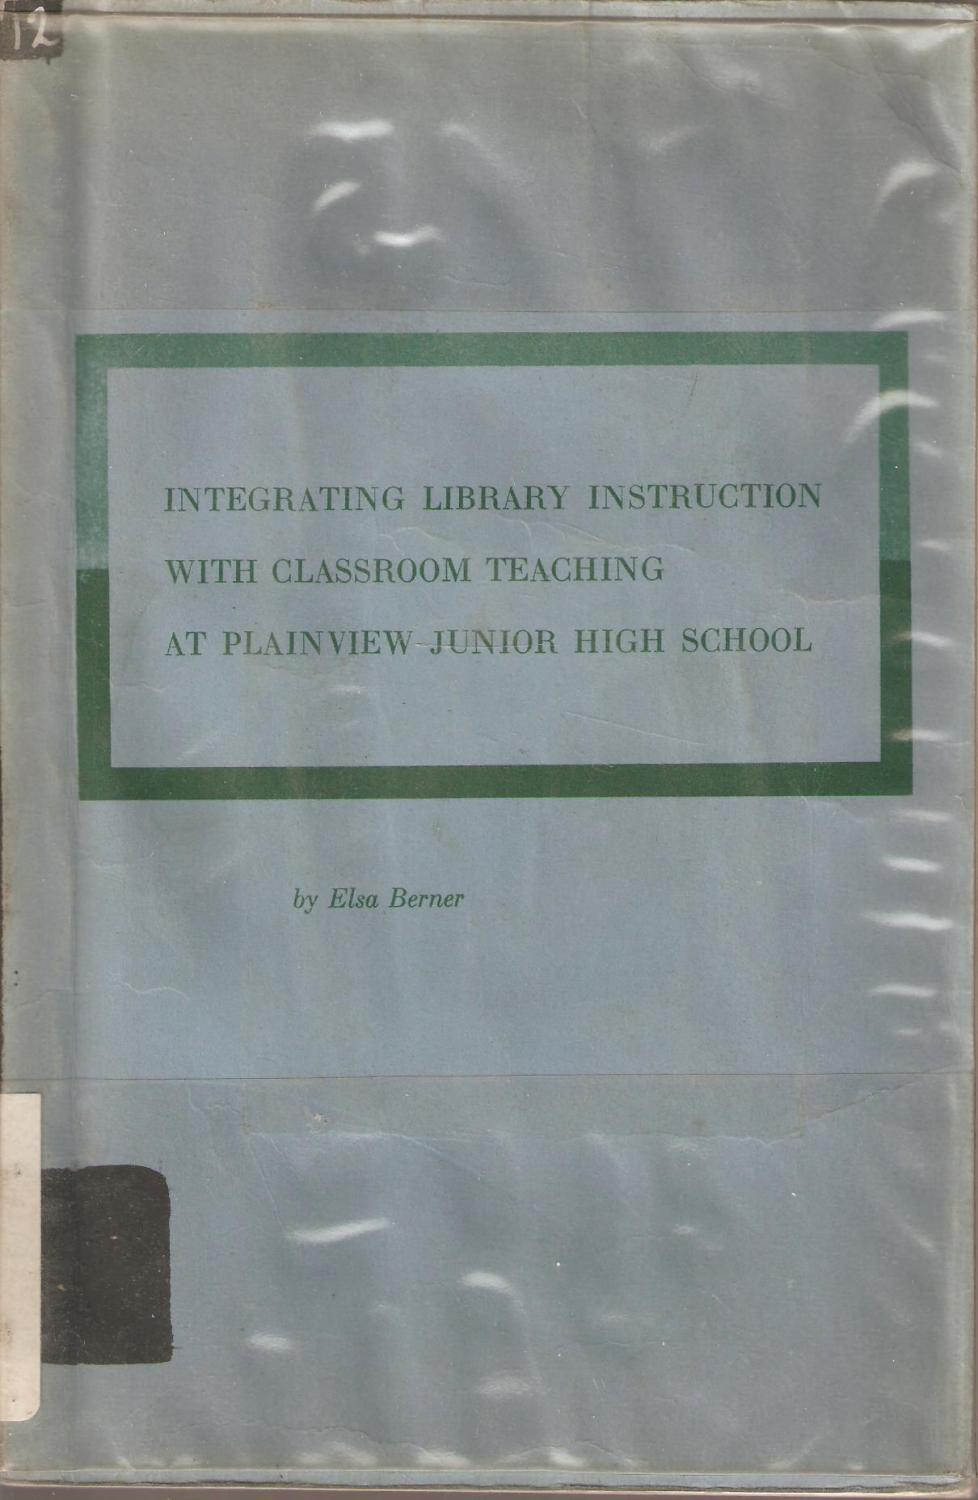 12
INTEGRATING LIBRARY INSTRUCTION
WITH CLASSROOM TEACHING
AT PLAINVIEW JUNIOR HIGH SCHOOL
by Elsa Berner